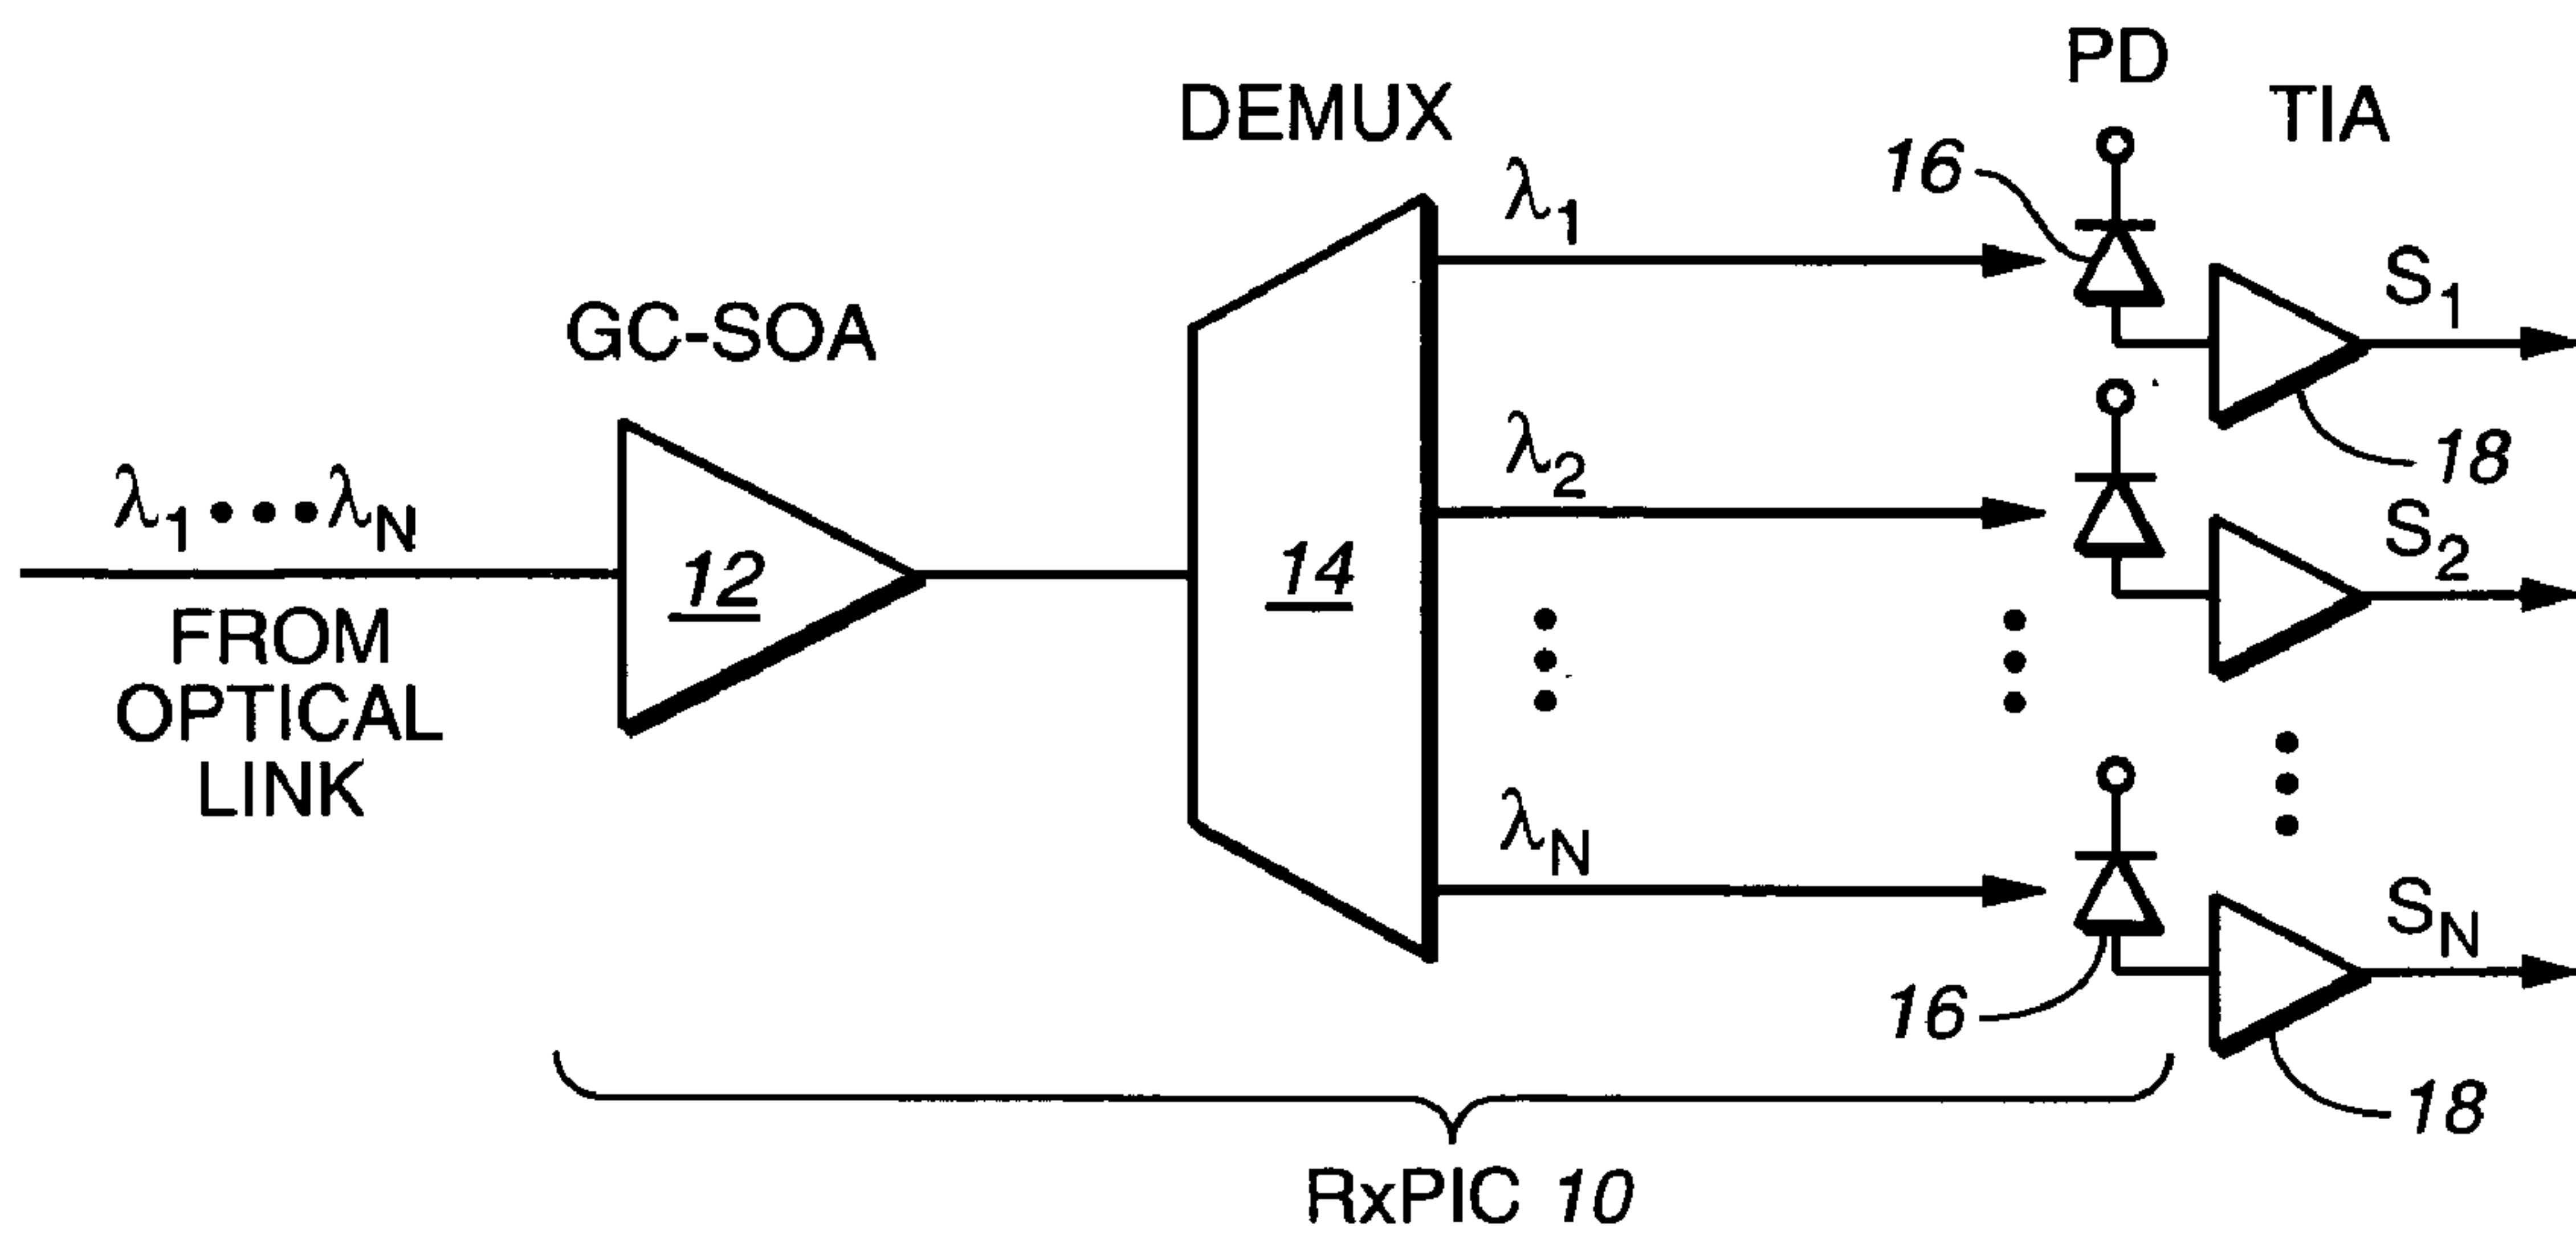 PD
DEMUX
TIA
16
λ1
GC-SOA
S1
λ1•••λN
λ2
18
12
14
S2
FROM
OPTICAL
LINK
λN
SN
16
18
RxPIC 10